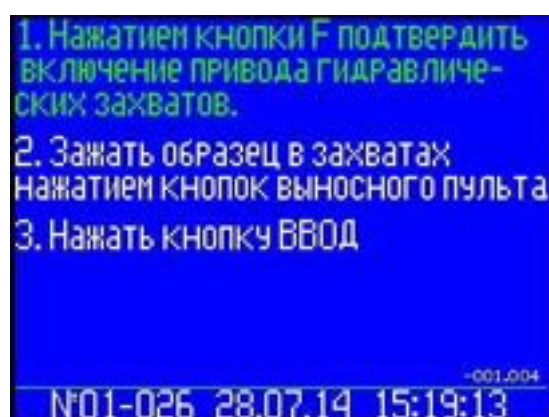 1. Нажатием кнопки F подтвердить
включение привода гидравличе-
ских захватов.
2. Зажать образец в захватах
нажатием кнопок выносного пульта
3. Нажать кнопку ВВОД
-001.004
№01-026 28.07.14 15:19:13